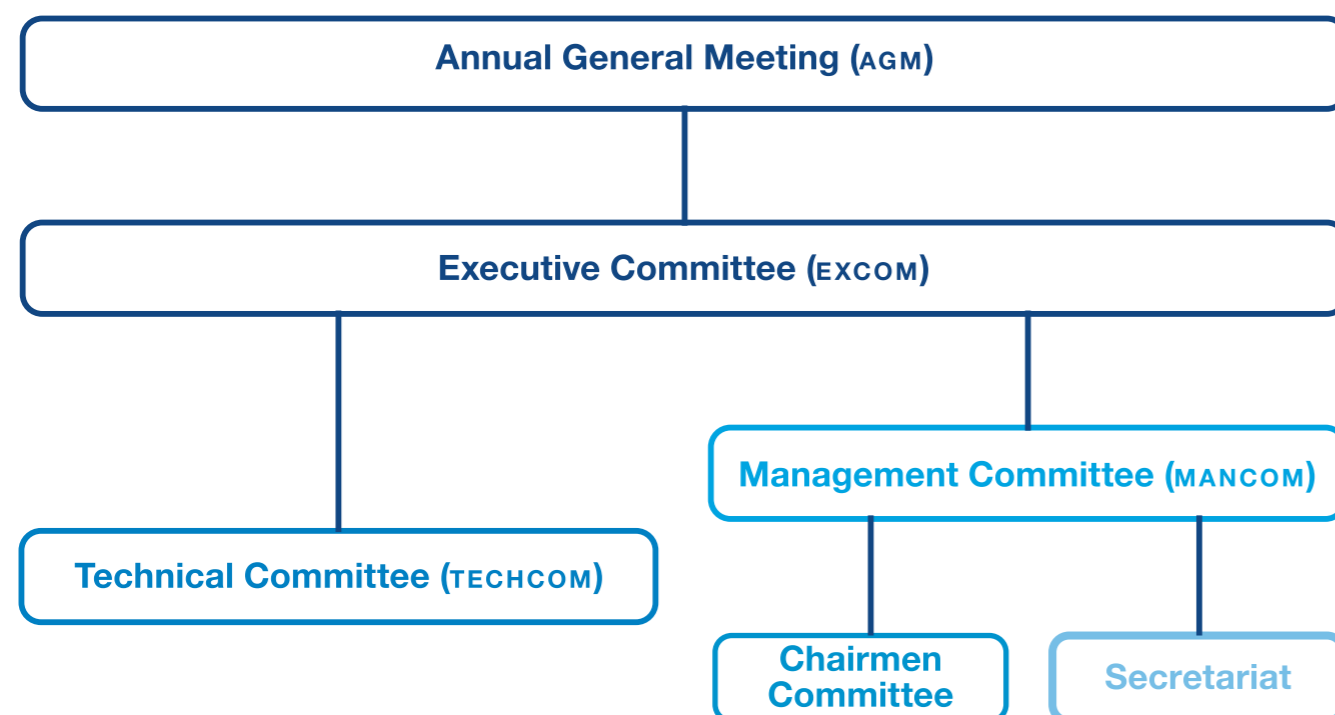 Annual General Meeting (AGM)
Executive Committee (EXCOM)
Management Committee (MANCOM)
Technical Committee (TECHCOM)
Chairmen
Committee
Secretariat